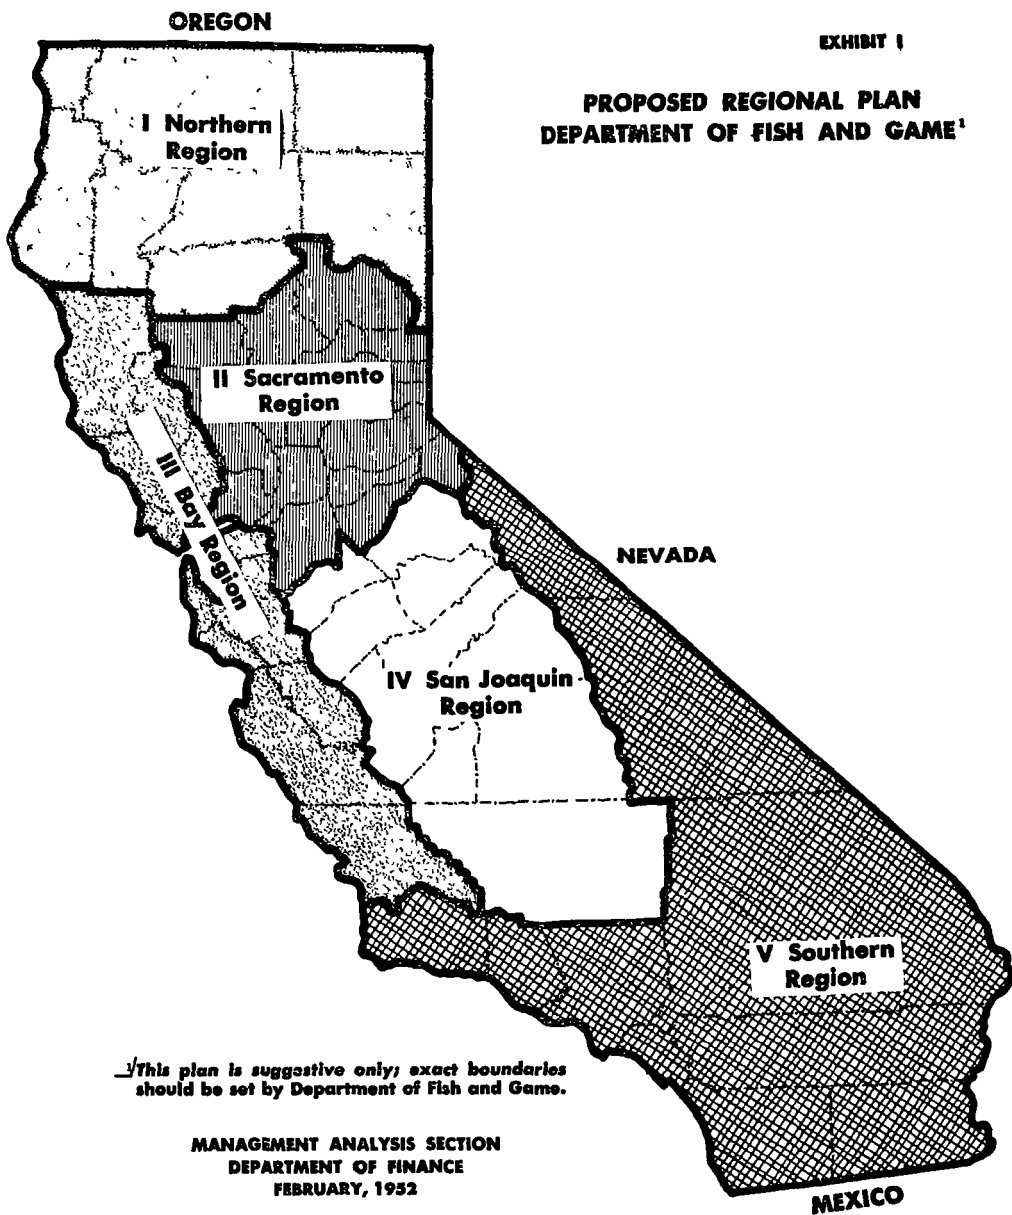 OREGON
EXHIBIT I
PROPOSED REGIONAL PLAN
DEPARTMENT OF FISH AND GAME¹
I Northern
Region
II Sacramento
Region
III Bay Region
NEVADA
IV San Joaquin
Region
V Southern
Region
1/This plan is suggestive only; exact boundaries
should be set by Department of Fish and Game.
MANAGEMENT ANALYSIS SECTION
DEPARTMENT OF FINANCE
FEBRUARY, 1952
MEXICO